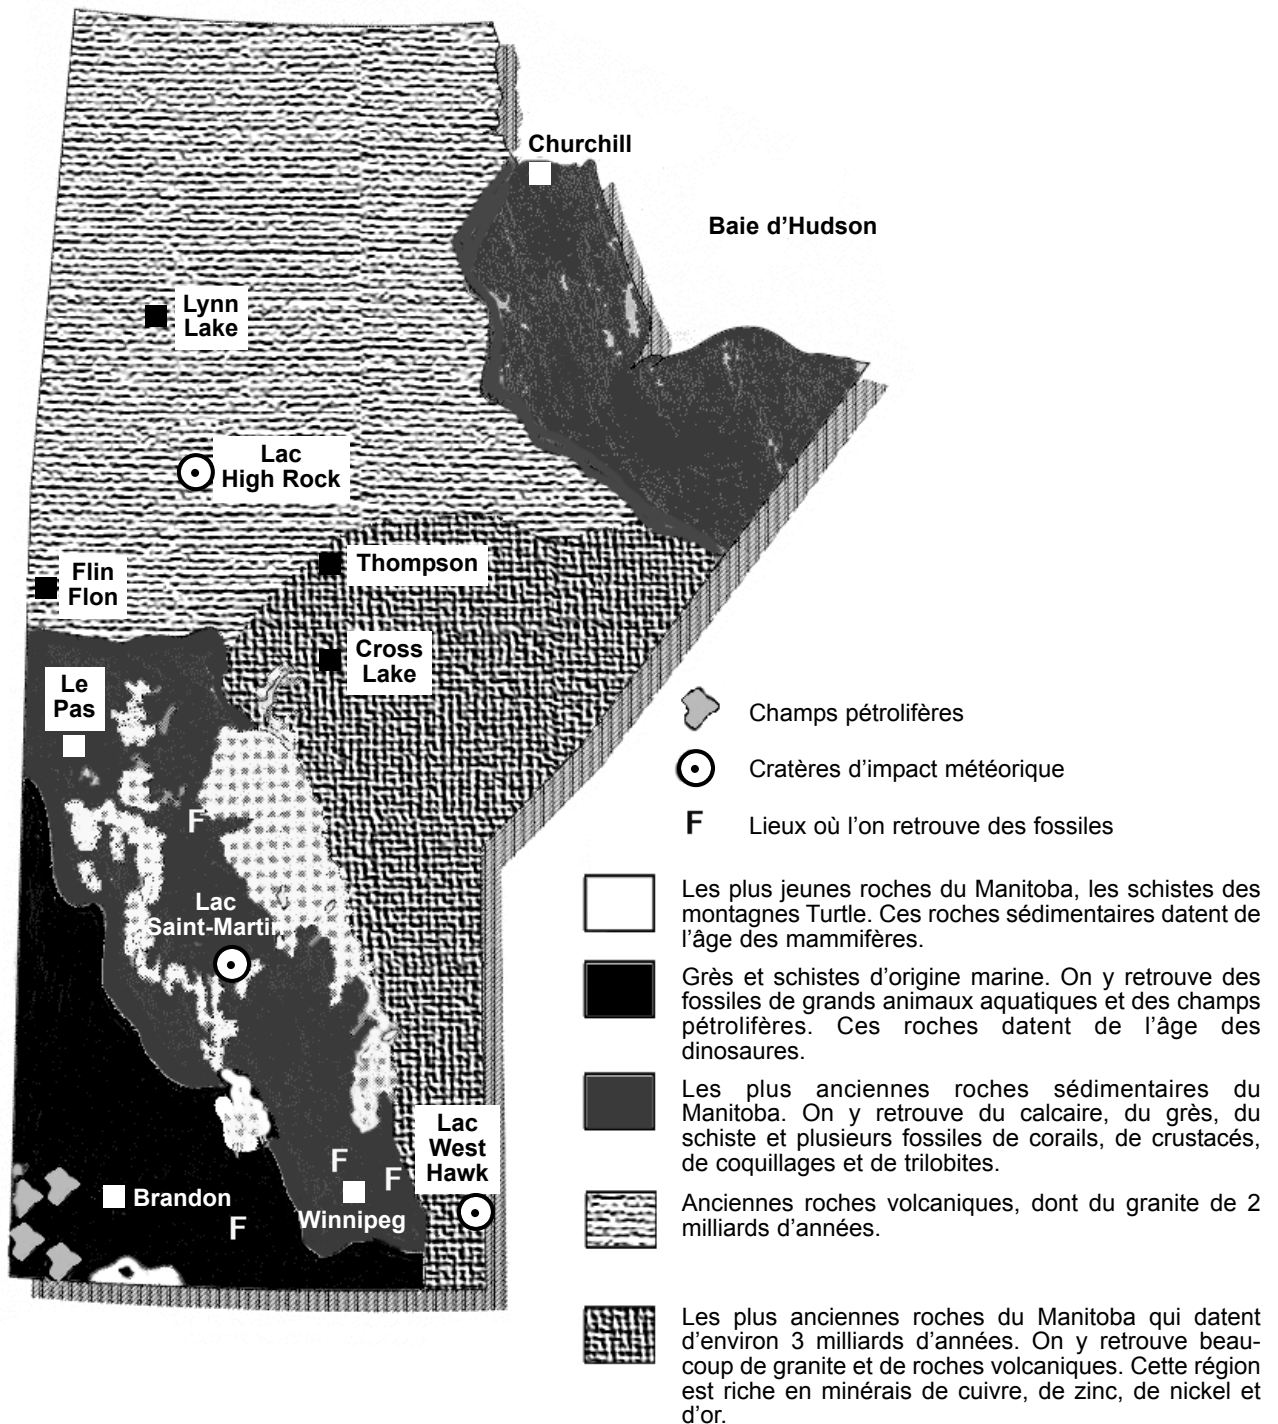 Churchill
Baie d'Hudson
Lynn
Lake
Lac
High Rock
Thompson
Flin
Flon
Cross
Lake
Le
Pas
F
Lac
Saint-Martin
Lac
West
Hawk
F
F
Brandon
Winnipeg
F
Champs pétrolifères
Cratères d'impact météorique
F Lieux où l'on retrouve des fossiles
Les plus jeunes roches du Manitoba, les schistes des
montagnes Turtle. Ces roches sédimentaires datent de
l'âge des mammifères.
Grès et schistes d'origine marine. On y retrouve des
fossiles de grands animaux aquatiques et des champs
pétrolifères. Ces roches datent de l'âge des
dinosaures.
Les plus anciennes roches sédimentaires du
Manitoba. On y retrouve du calcaire, du grès, du
schiste et plusieurs fossiles de corails, de crustacés,
de coquillages et de trilobites.
Anciennes roches volcaniques, dont du granite de 2
milliards d'années.
Les plus anciennes roches du Manitoba qui datent
d'environ 3 milliards d'années. On y retrouve beau-
coup de granite et de roches volcaniques. Cette région
est riche en minérais de cuivre, de zinc, de nickel et
d'or.